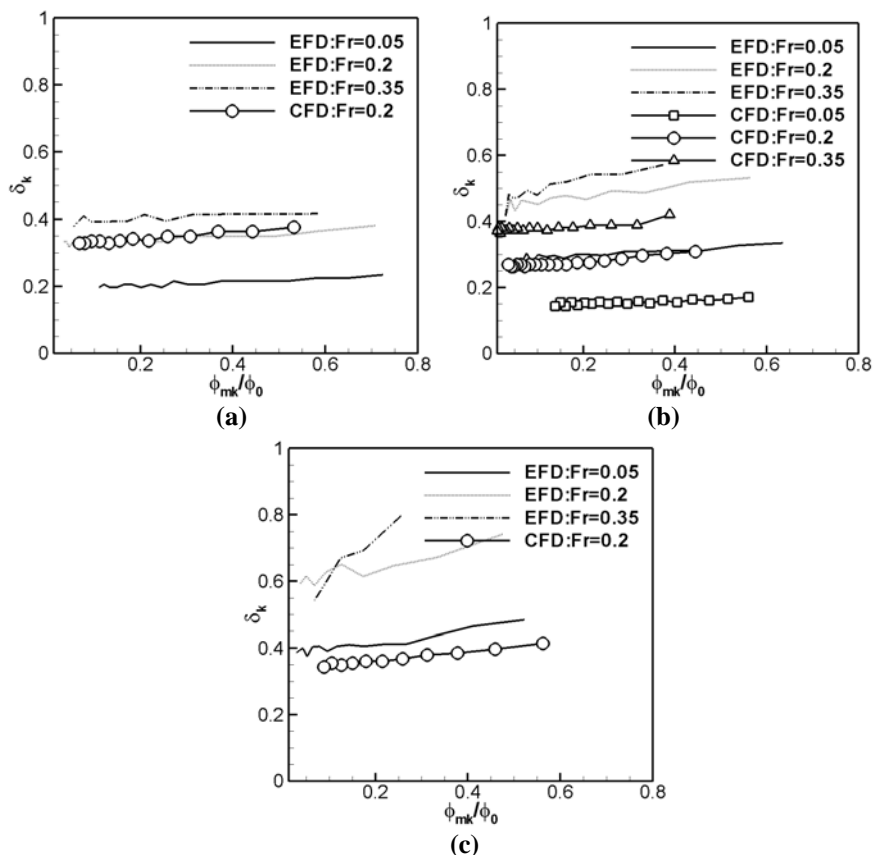 EFD:Fr=0.05
EFD:Fr=0.2
EFD:Fr=0.35
CFD:Fr=0.2
δk
1
0.8
0.6
0.4
0.2
0
0.2 0.4 0.6 0.8
ϕmk/ϕ0
(a)
EFD:Fr=0.05
EFD:Fr=0.2
EFD:Fr=0.35
CFD:Fr=0.05
CFD:Fr=0.2
CFD:Fr=0.35
δk
1
0.8
0.6
0.4
0.2
0
0.2 0.4 0.6 0.8
ϕmk/ϕ0
(b)
EFD:Fr=0.05
EFD:Fr=0.2
EFD:Fr=0.35
CFD:Fr=0.2
δk
1
0.8
0.6
0.4
0.2
0
0.2 0.4 0.6 0.8
ϕmk/ϕ0
(c)